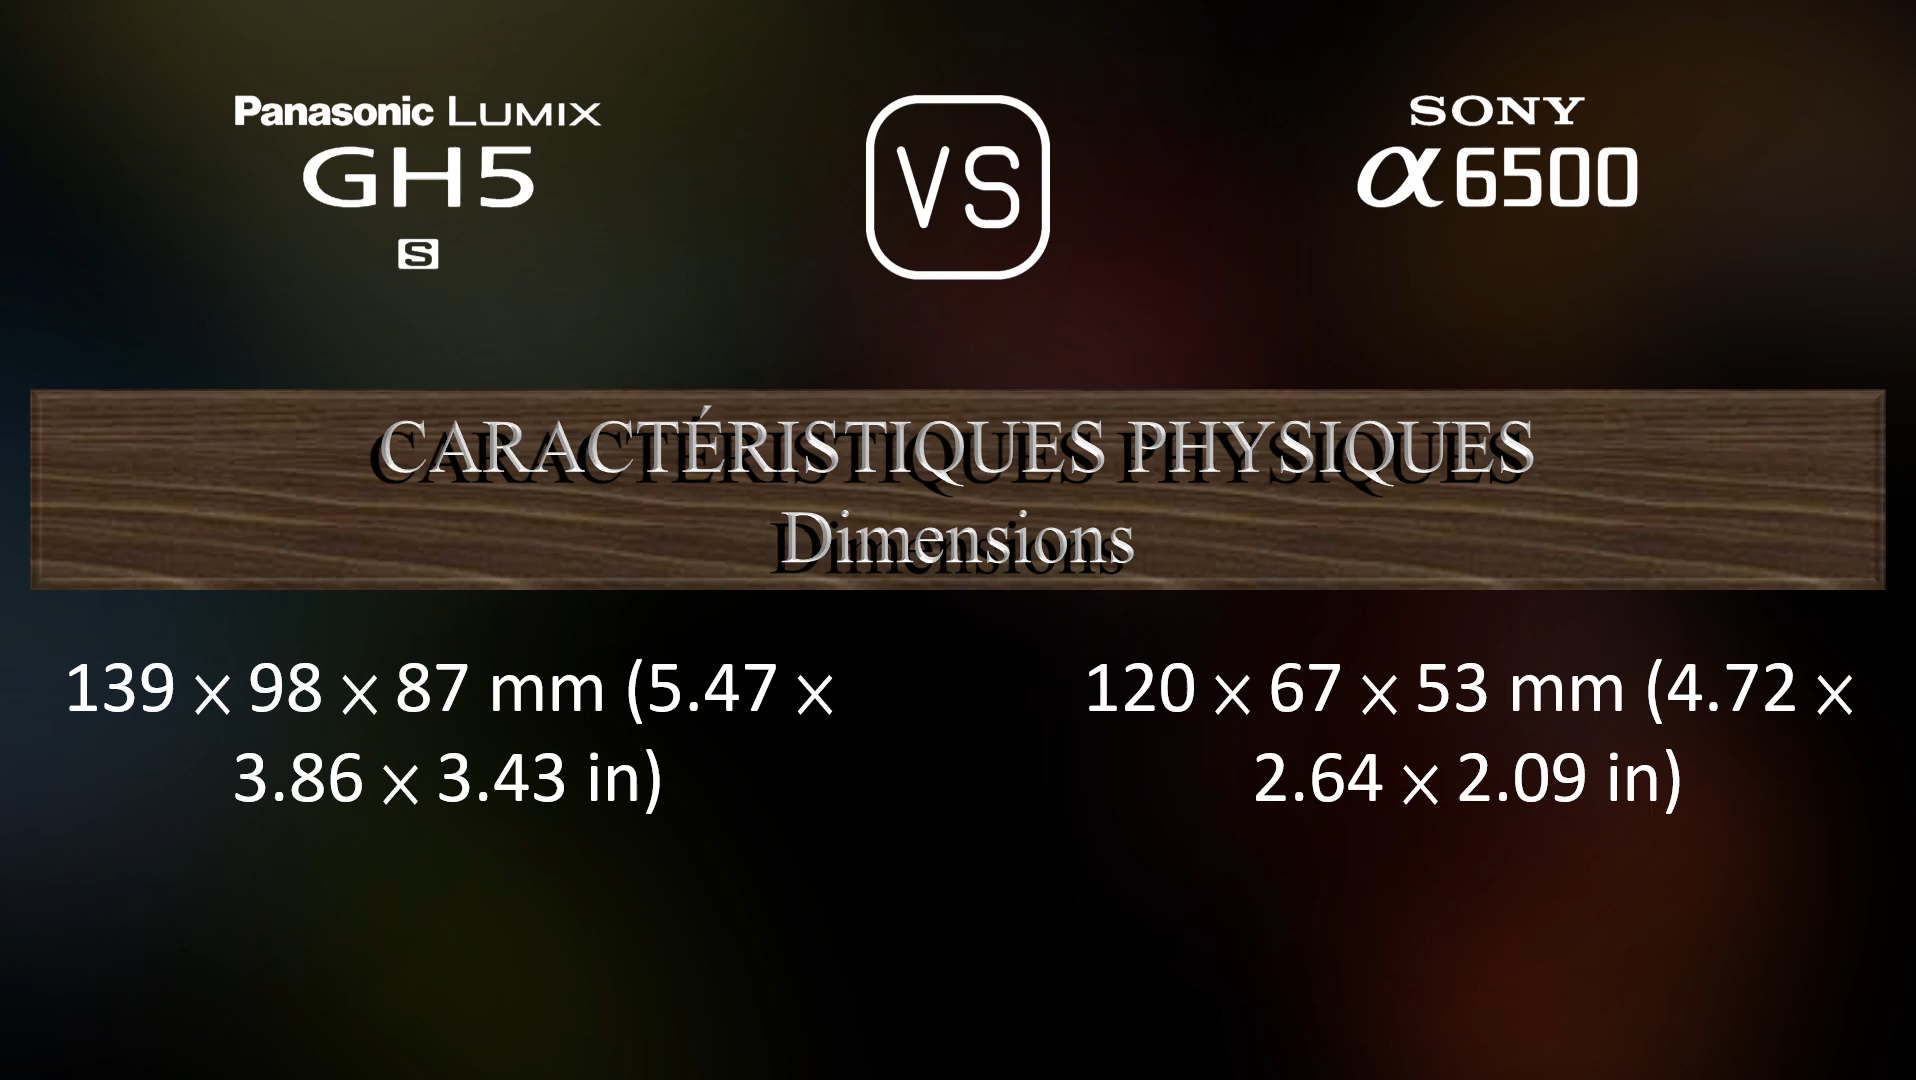 Panasonic LUMIX
GH5
S
VS
SONY
α6500
CARACTÉRISTIQUES PHYSIQUES
Dimensions
139 x 98 x 87 mm (5.47 x
3.86 x 3.43 in)
120 x 67 x 53 mm (4.72 x
2.64 x 2.09 in)